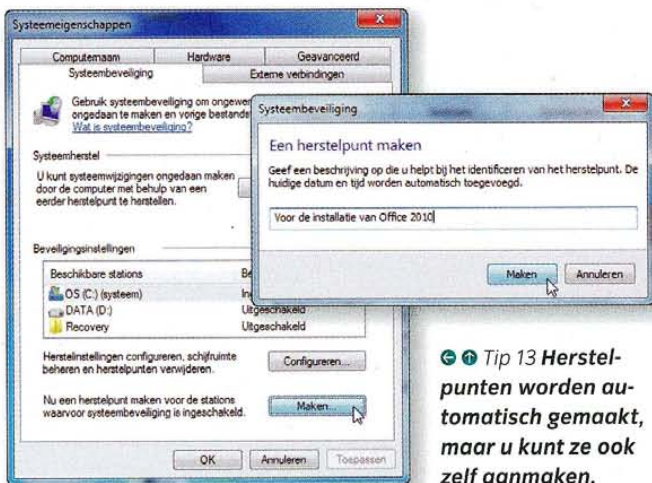 Systeemeigenschappen
Computernaam Hardware Geavanceerd
Systeembeveiliging Externe verbindingen
Gebruik systeembeveiliging om
ongedaan te maken en vorige
Wat is systeembeveiliging?
Systeemherstel
U kunt systeemwijzigingen ongedaan maken
door de computer met behulp van een
eerder herstelpunt te herstellen.
Beveiligingsinstellingen
Beschikbare stations
OS (C:) (systeem)
DATA (D:) Uitgeschakeld
Recovery Uitgeschakeld
Herstelinstellingen configureren, schijfruimte
beheren en herstelpunten verwijderen.
Configureren...
Nu een herstelpunt maken voor de stations
waarvoor systeembeveiliging is ingeschakeld.
Maken...
OK Annuleren Toepassen
Systeembeveiliging
Een herstelpunt maken
Geef een beschrijving op die u helpt bij het identificeren van het herstelpunt. De
huidige datum en tijd worden automatisch toegevoegd.
Voor de installatie van Office 2010
Maken Annuleren
Tip 13 Herstel-
punten worden au-
tomatisch gemaakt,
maar u kunt ze ook
zelf aanmaken.